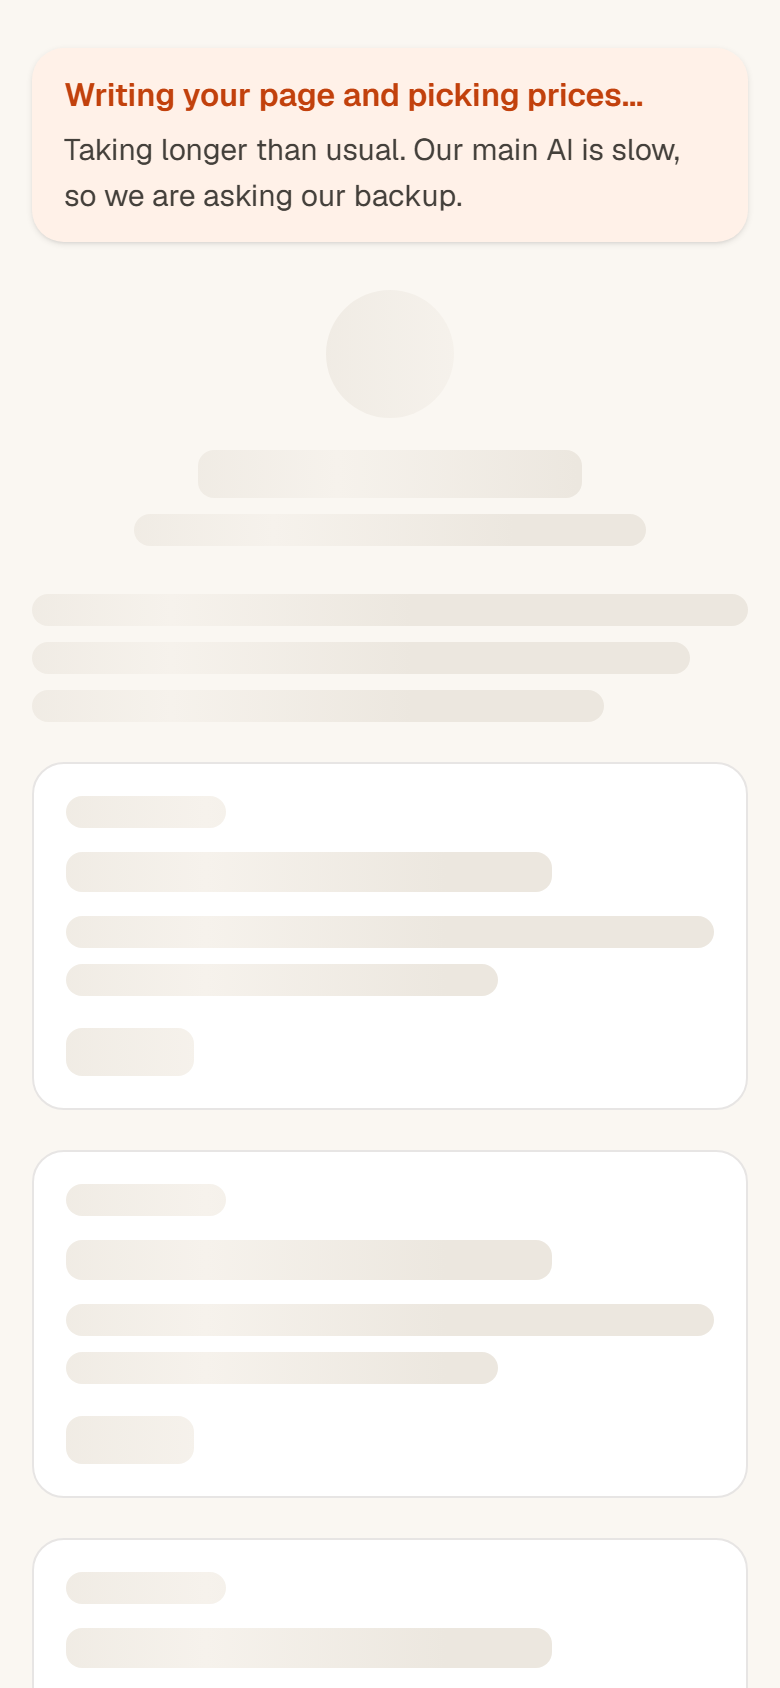 Writing your page and picking prices...
Taking longer than usual. Our main AI is slow,
so we are asking our backup.